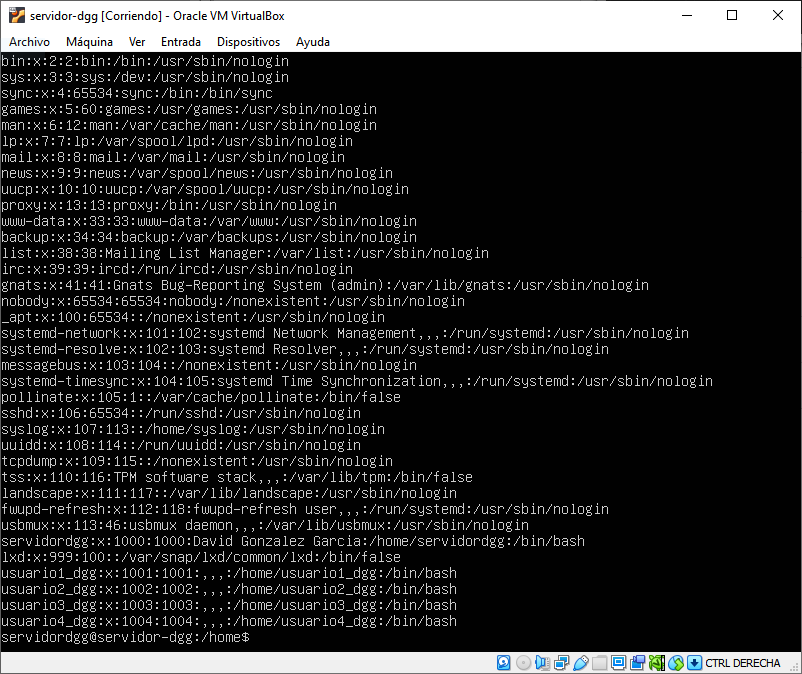 servidor-dgg [Corriendo] - Oracle VM VirtualBox
Archivo Máquina Ver Entrada Dispositivos Ayuda
bin:x:2:2:bin:/bin:/usr/sbin/nologin
sys:x:3:3:sys:/dev:/usr/sbin/nologin
sync:x:4:65534:sync:/bin:/bin/sync
games:x:5:60:games:/usr/games:/usr/sbin/nologin
man:x:6:12:man:/var/cache/man:/usr/sbin/nologin
lp:x:7:7:lp:/var/spool/lpd:/usr/sbin/nologin
mail:x:8:8:mail:/var/mail:/usr/sbin/nologin
news:x:9:9:news:/var/spool/news:/usr/sbin/nologin
uucp:x:10:10:uucp:/var/spool/uucp:/usr/sbin/nologin
proxy:x:13:13:proxy:/bin:/usr/sbin/nologin
www-data:x:33:33:www-data:/var/www:/usr/sbin/nologin
backup:x:34:34:backup:/var/backups:/usr/sbin/nologin
list:x:38:38:Mailing List Manager:/var/list:/usr/sbin/nologin
irc:x:39:39:ircd:/run/ircd:/usr/sbin/nologin
gnats:x:41:41:Gnats Bug-Reporting System (admin):/var/lib/gnats:/usr/sbin/nologin
nobody:x:65534:65534:nobody:/nonexistent:/usr/sbin/nologin
_apt:x:100:65534::/nonexistent:/usr/sbin/nologin
systemd-network:x:101:102:systemd Network Management,,,:/run/systemd:/usr/sbin/nologin
systemd-resolve:x:102:103:systemd Resolver,,,:/run/systemd:/usr/sbin/nologin
messagebus:x:103:104::/nonexistent:/usr/sbin/nologin
systemd-timesync:x:104:105:systemd Time Synchronization,,,:/run/systemd:/usr/sbin/nologin
pollinate:x:105:1::/var/cache/pollinate:/bin/false
sshd:x:106:65534::/run/sshd:/usr/sbin/nologin
syslog:x:107:113::/home/syslog:/usr/sbin/nologin
uuidd:x:108:114::/run/uuidd:/usr/sbin/nologin
tcpdump:x:109:115::/nonexistent:/usr/sbin/nologin
tss:x:110:116:TPM software stack,,,:/var/lib/tpm:/bin/false
landscape:x:111:117::/var/lib/landscape:/usr/sbin/nologin
fwupd-refresh:x:112:118:fwupd-refresh user,,,:/run/systemd:/usr/sbin/nologin
usbmux:x:113:46:usbmux daemon,,,:/var/lib/usbmux:/usr/sbin/nologin
servidordgg:x:1000:1000:David Gonzalez Garcia:/home/servidordgg:/bin/bash
lxd:x:999:100::/var/snap/lxd/common/lxd:/bin/false
usuario1_dgg:x:1001:1001:,,,:/home/usuario1_dgg:/bin/bash
usuario2_dgg:x:1002:1002:,,,:/home/usuario2_dgg:/bin/bash
usuario3_dgg:x:1003:1003:,,,:/home/usuario3_dgg:/bin/bash
usuario4_dgg:x:1004:1004:,,,:/home/usuario4_dgg:/bin/bash
servidordgg@servidor-dgg:/home$
CTRL DERECHA